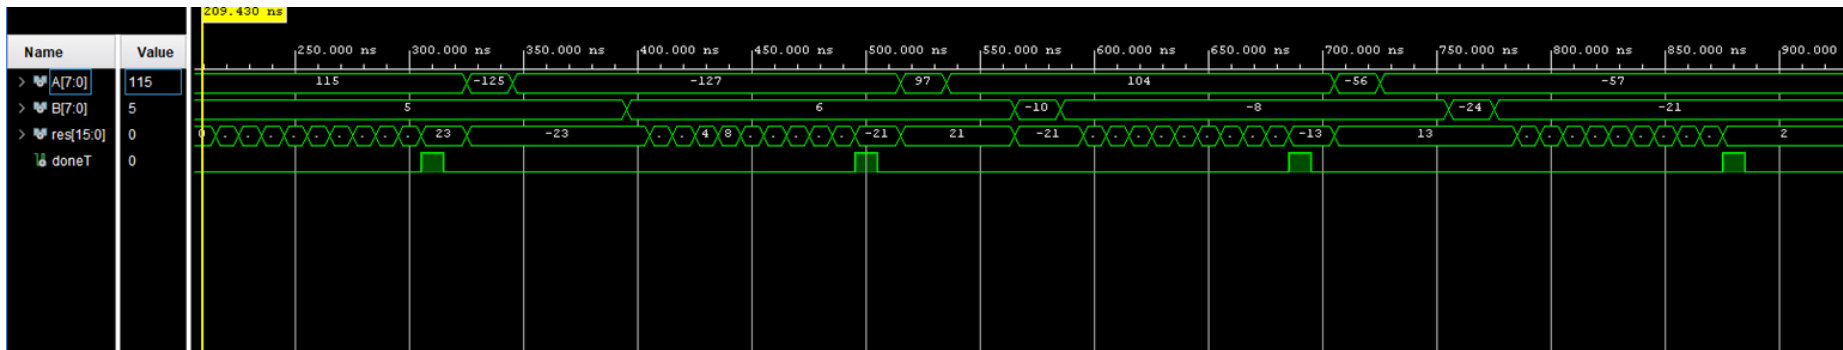 209.430 ns
Name Value
250.000 ns 300.000 ns 350.000 ns 400.000 ns 450.000 ns 500.000 ns 550.000 ns 600.000 ns 650.000 ns 700.000 ns 750.000 ns 800.000 ns 850.000 ns 900.000
A[7:0] 115 115 -125 -127 97 104 -56 -57
B[7:0] 5 5 6 -10 -8 -24 -21
res[15:0] 0 0 . . . . . . . . . 23 -23 . . 4 8 . . . . -21 21 -21 . . . . . . . . . -13 13 . . . . . . . . . 2
doneT 0